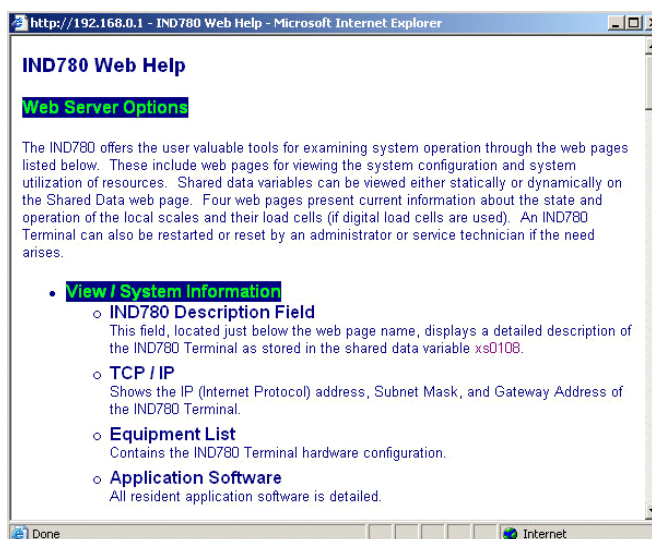 http://192.168.0.1 - IND780 Web Help - Microsoft Internet Explorer
IND780 Web Help
Web Server Options
The IND780 offers the user valuable tools for examining system operation through the web pages
listed below. These include web pages for viewing the system configuration and system
utilization of resources. Shared data variables can be viewed either statically or dynamically on
the Shared Data web page. Four web pages present current information about the state and
operation of the local scales and their load cells (if digital load cells are used). An IND780
Terminal can also be restarted or reset by an administrator or service technician if the need
arises.
View / System Information
IND780 Description Field
This field, located just below the web page name, displays a detailed description of
the IND780 Terminal as stored in the shared data variable xs0108.
TCP / IP
Shows the IP (Internet Protocol) address, Subnet Mask, and Gateway Address of
the IND780 Terminal.
Equipment List
Contains the IND780 Terminal hardware configuration.
Application Software
All resident application software is detailed.
Done
Internet